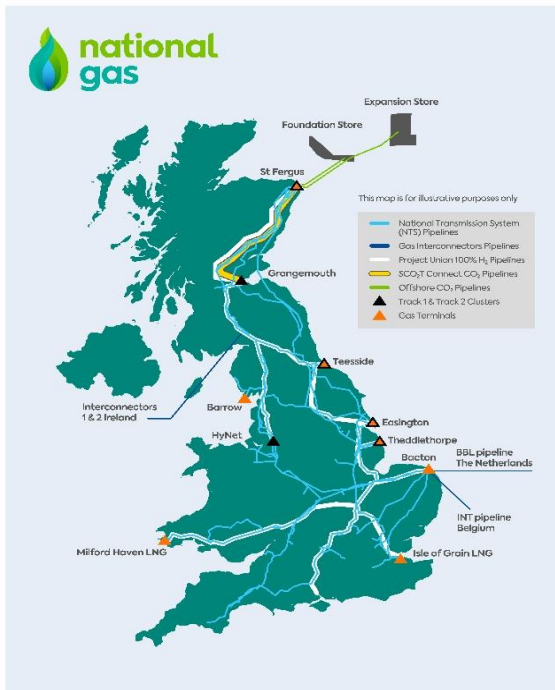 national
gas
Expansion Store
Foundation Store
St Fergus
This map is for illustrative purposes only
National Transmission System
(NTS) Pipelines
Gas Interconnectors Pipelines
Project Union 100% H₂ Pipelines
SCO₂T Connect CO₂ Pipelines
Offshore CO₂ Pipelines
Track 1 & Track 2 Clusters
Gas Terminals
Grangemouth
Teesside
Interconnectors
1 & 2 Ireland
Barrow
Easington
HyNet
Theddlethorpe
Bacton
BBL pipeline
The Netherlands
INT pipeline
Belgium
Milford Haven LNG
Isle of Grain LNG